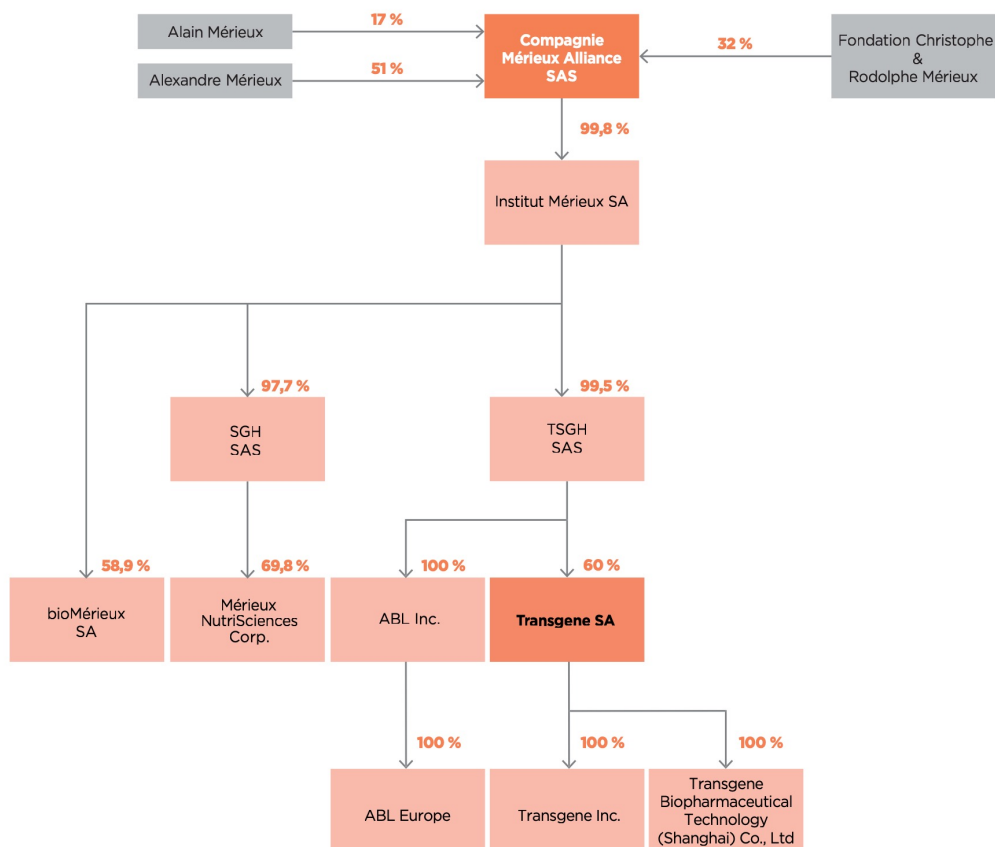 Alain Mérieux
17 %
Compagnie
Mérieux Alliance
SAS
32 %
Fondation Christophe
&
Rodolphe Mérieux
Alexandre Mérieux
51 %
99,8 %
Institut Mérieux SA
97,7 %
99,5 %
SGH
SAS
TSGH
SAS
58,9 %
69,8 %
100 %
60 %
bioMérieux
SA
Mérieux
NutriSciences
Corp.
ABL Inc.
Transgene SA
100 %
100 %
100 %
ABL Europe
Transgene Inc.
Transgene
Biopharmaceutical
Technology
(Shanghai) Co., Ltd